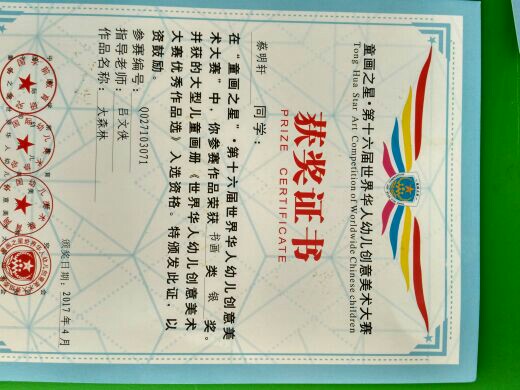 童画之星·第十六届世界华人幼儿创意美术大赛
Tong Hua Star Art Competition of Worldwide Chinese children
获奖证书
PRIZE CERTIFICATE
蔡明轩 同学：
在“童画之星”·第十六届世界华人幼儿创意美
术大赛”中，你参赛作品荣获 书画 类 银 奖。
并获的大型儿童画册《世界华人幼儿创意美术
大赛优秀作品选》入选资格。特颁发此证，以
资鼓励。
参赛编号：QQ27103071
指导老师：吕文侠
作品名称：大森林
颁奖日期：2017年4月